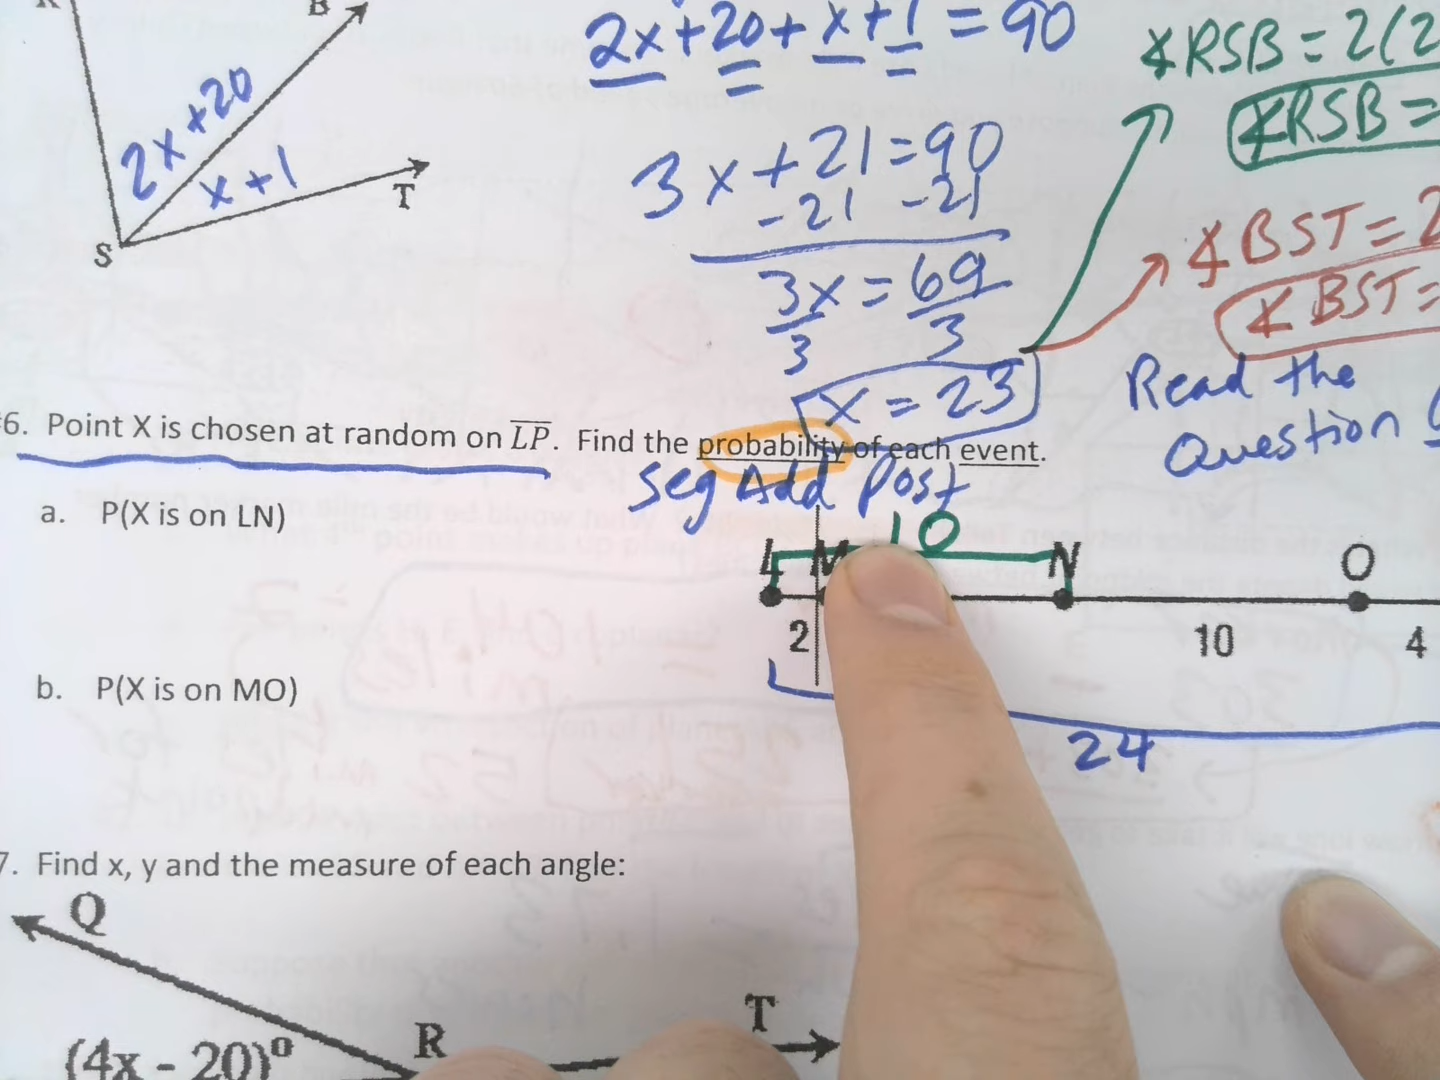 B
2x+20+x+1 = 90
∡RSB = 2(2
2x+20
x+1
T
S
3x+21=90
-21 -21
∡RSB =
3x = 69
3 3
∡BST = 2
∡BST =
x = 23
Read the
Question
6. Point X is chosen at random on LP. Find the probability of each event.
Seg Add Post
a. P(X is on LN)
10
L M N O
2 10 4
b. P(X is on MO)
24
7. Find x, y and the measure of each angle:
Q
T
R
(4x - 20)°